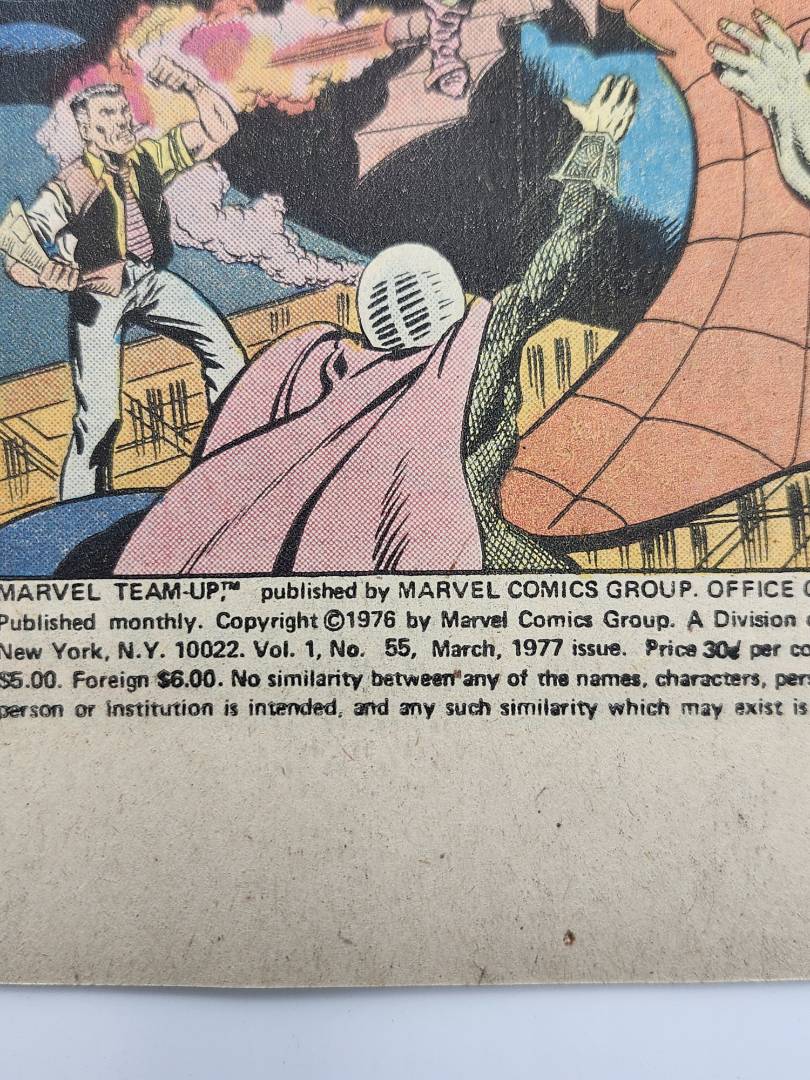 MARVEL TEAM-UP,™ published by MARVEL COMICS GROUP. OFFICE
Published monthly. Copyright ©1976 by Marvel Comics Group. A Division
New York, N.Y. 10022. Vol. 1, No. 55, March, 1977 issue. Price 30¢ per
$5.00. Foreign $6.00. No similarity between any of the names, characters,
person or institution is intended, and any such similarity which may exist is